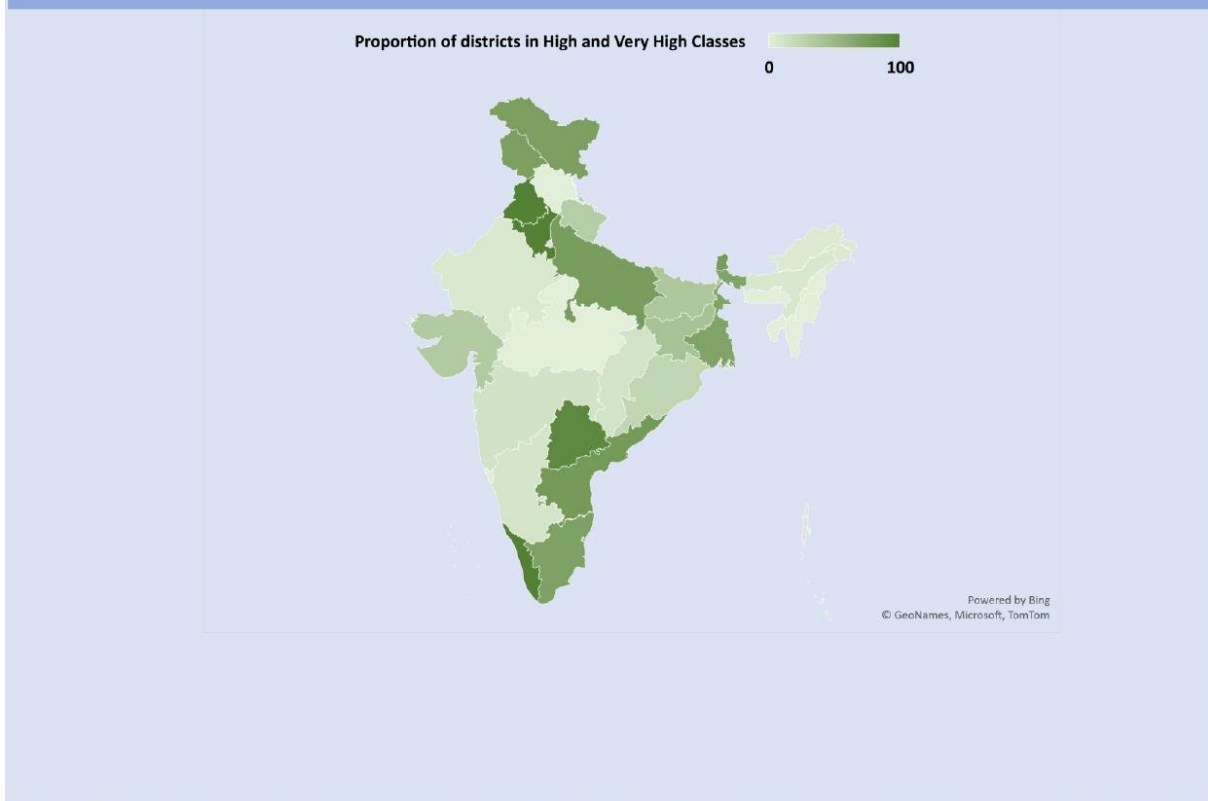 Proportion of districts in High and Very High Classes
0 100
Powered by Bing
© GeoNames, Microsoft, TomTom